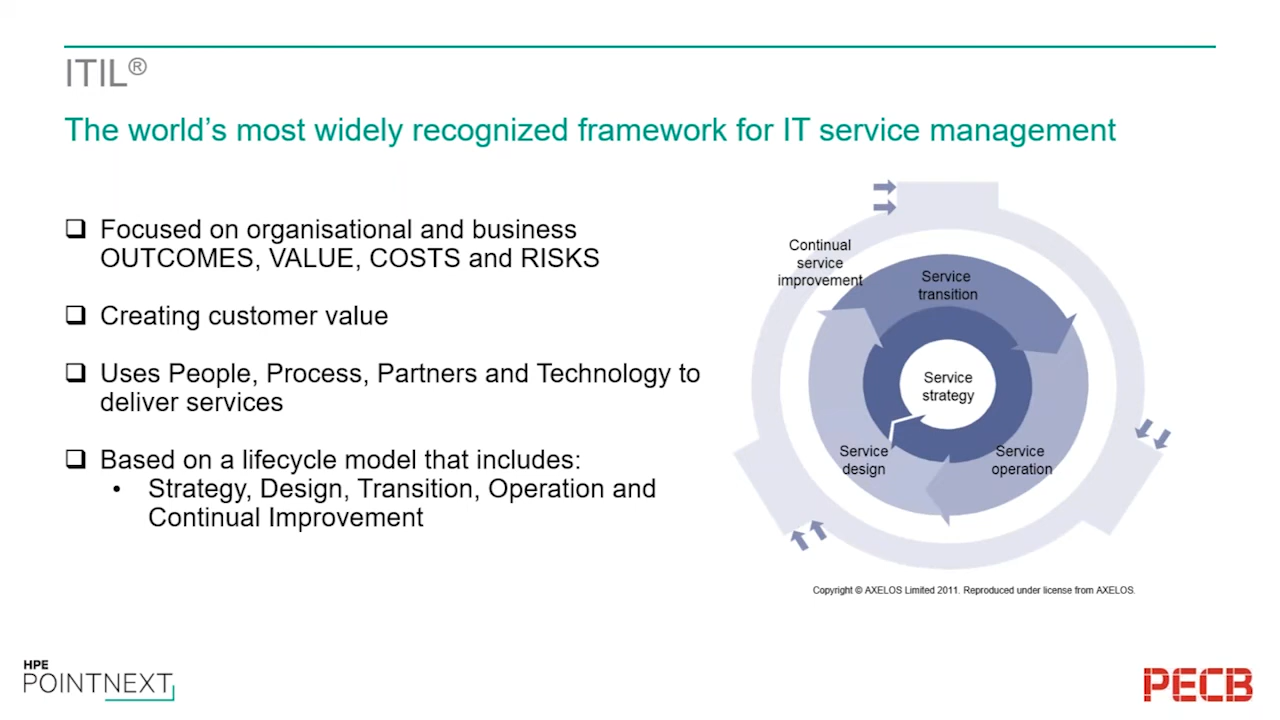 ITIL®
The world's most widely recognized framework for IT service management
❑ Focused on organisational and business
OUTCOMES, VALUE, COSTS and RISKS
❑ Creating customer value
❑ Uses People, Process, Partners and Technology to
deliver services
❑ Based on a lifecycle model that includes:
• Strategy, Design, Transition, Operation and
Continual Improvement
Continual
service
improvement
Service
transition
Service
strategy
Service
design
Service
operation
Copyright © AXELOS Limited 2011. Reproduced under license from AXELOS.
HPE
POINTNEXT
PECB